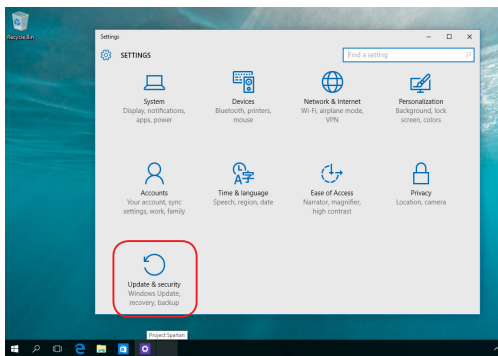 Recycle Bin
Settings
SETTINGS
Find a setting
System
Display, notifications,
apps, power
Devices
Bluetooth, printers,
mouse
Network & Internet
Wi-Fi, airplane mode,
VPN
Personalization
Background, lock
screen, colors
Accounts
Your account, sync
settings, work, family
Time & language
Speech, region, date
Ease of Access
Narrator, magnifier,
high contrast
Privacy
Location, camera
Update & security
Windows Update,
recovery, backup
Project Spartan